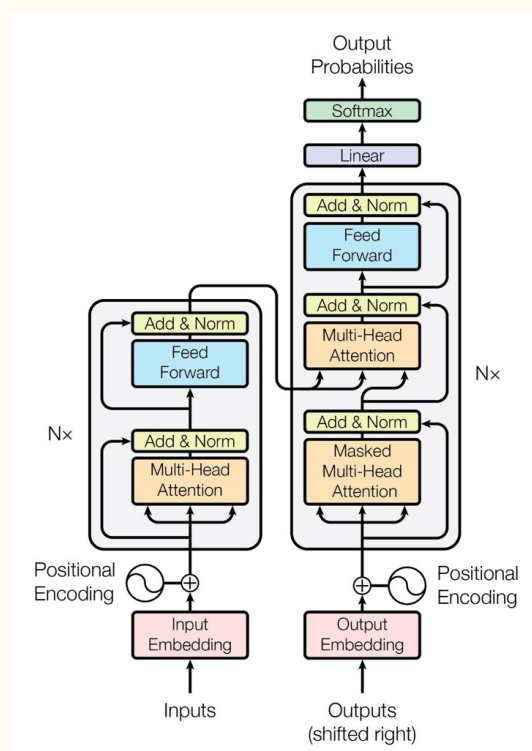 Output
Probabilities
Softmax
Linear
Add & Norm
Feed
Forward
Add & Norm
Multi-Head
Attention
Add & Norm
Masked
Multi-Head
Attention
Nx
Positional
Encoding
Output
Embedding
Outputs
(shifted right)
Add & Norm
Feed
Forward
Add & Norm
Multi-Head
Attention
Nx
Positional
Encoding
Input
Embedding
Inputs